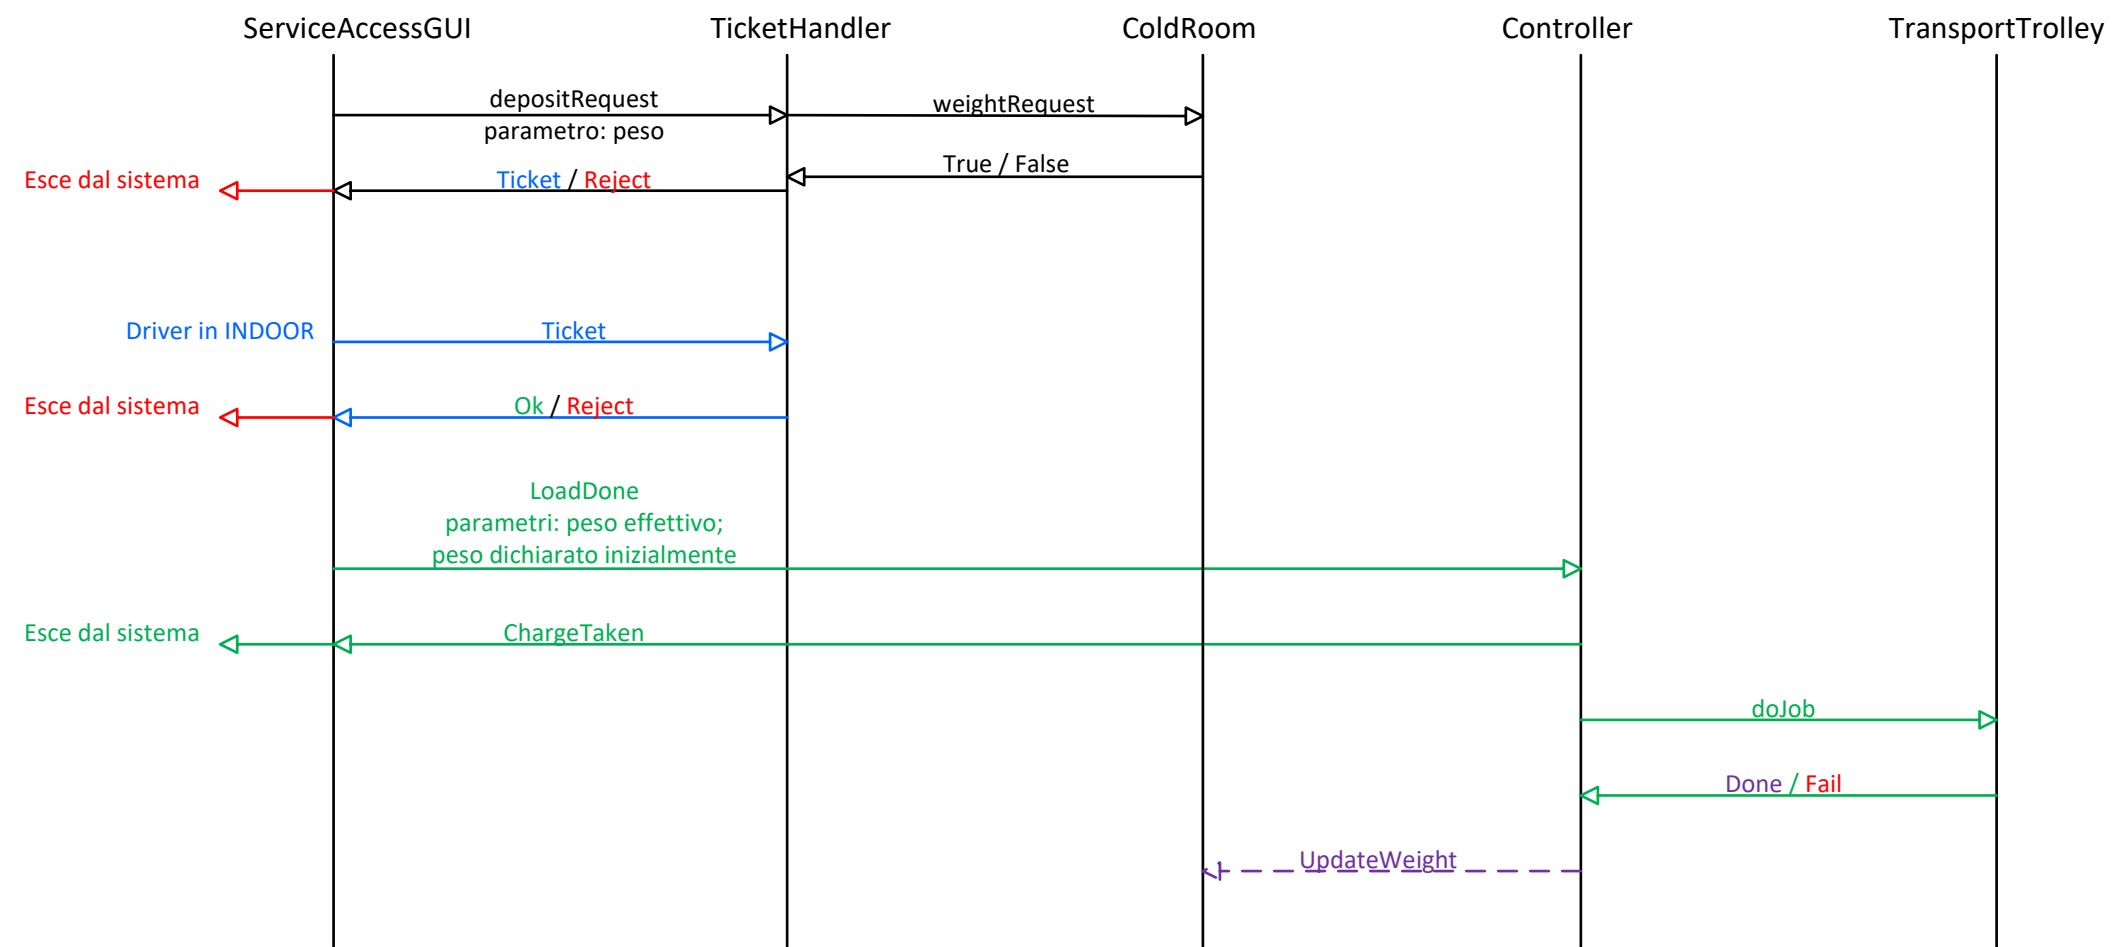 ServiceAccessGUI
TicketHandler
ColdRoom
Controller
TransportTrolley
depositRequest
parametro: peso
weightRequest
True / False
Esce dal sistema
Ticket / Reject
Driver in INDOOR
Ticket
Esce dal sistema
Ok / Reject
LoadDone
parametri: peso effettivo;
peso dichiarato inizialmente
Esce dal sistema
ChargeTaken
doJob
Done / Fail
UpdateWeight